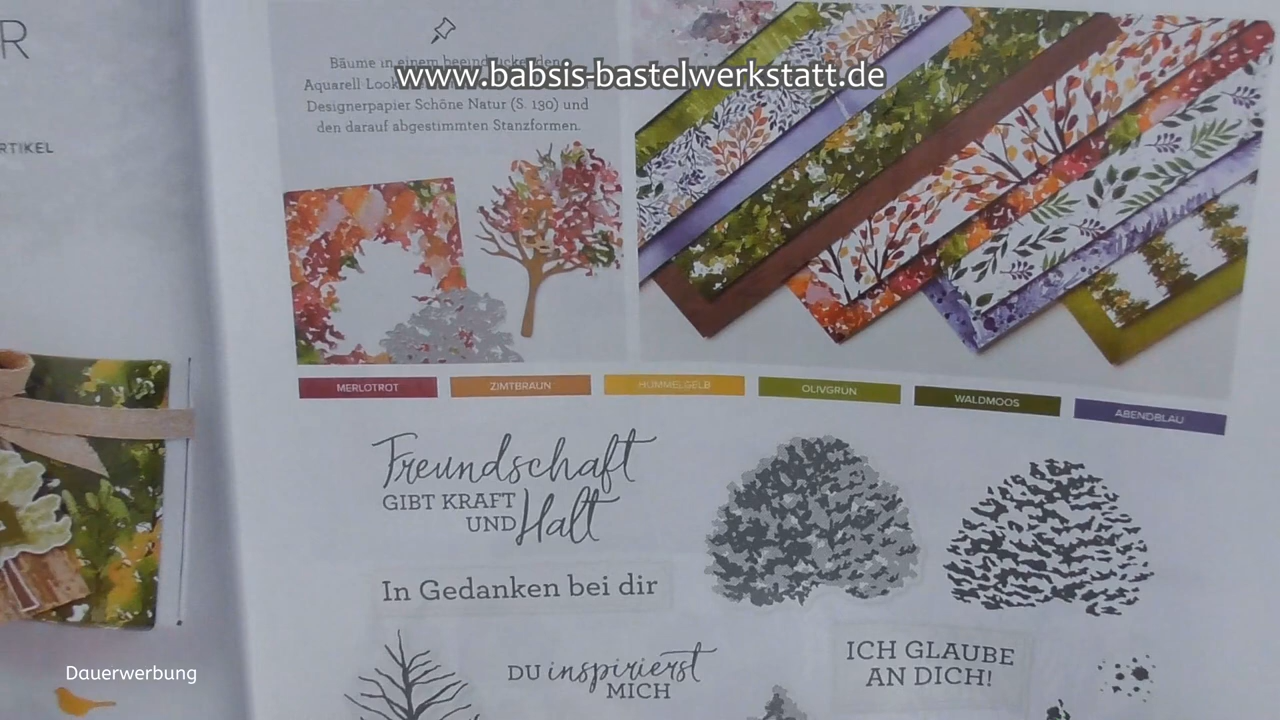 R
RTIKEL
Bäume in einem
Aquarell-Look
Designerpapier Schöne Natur (S. 130) und
den darauf abgestimmten Stanzformen.
www.babsis-bastelwerkstatt.de
MERLOTROT
ZIMTBRAUN
HUMMELGELB
OLIVGRÜN
WALDMOOS
ABENDBLAU
Freundschaft
GIBT KRAFT
UND Halt
In Gedanken bei dir
DU inspirierst
MICH
ICH GLAUBE
AN DICH!
Dauerwerbung